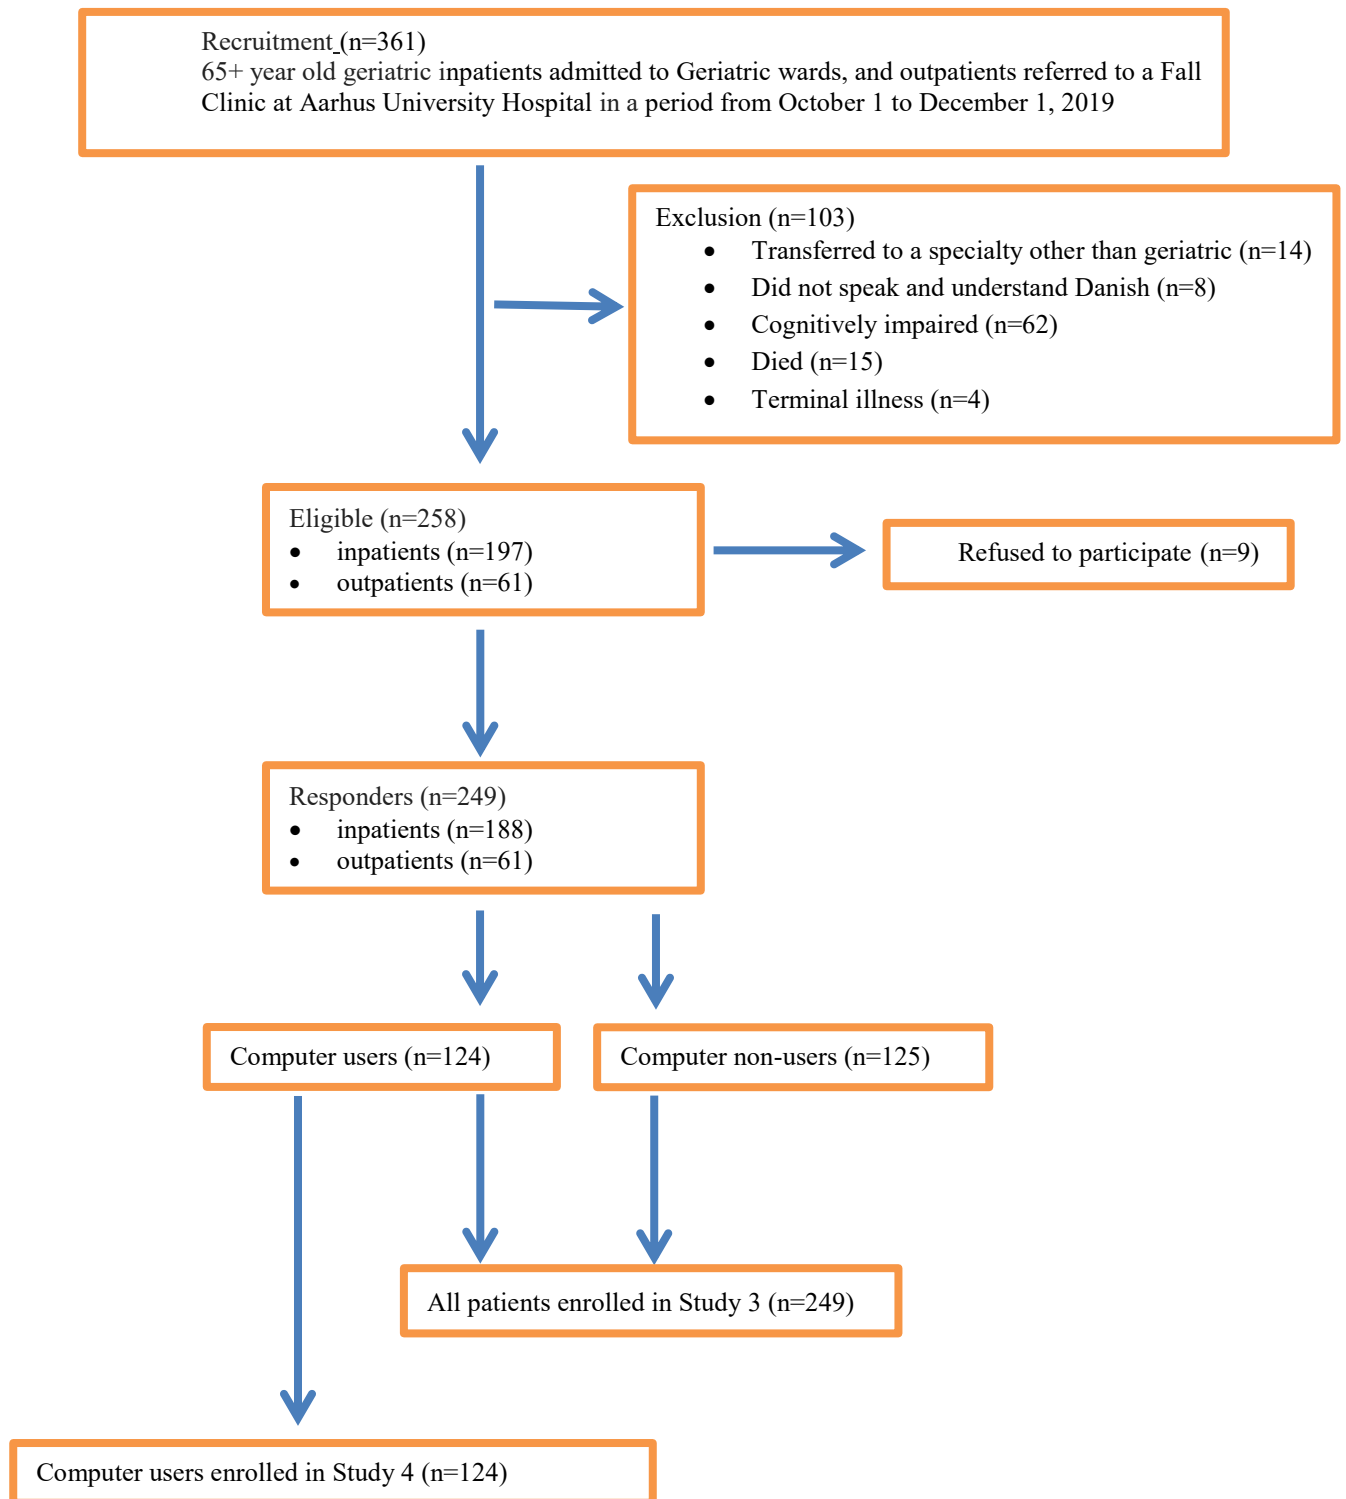 Recruitment (n=361)
65+ year old geriatric inpatients admitted to Geriatric wards, and outpatients referred to a Fall
Clinic at Aarhus University Hospital in a period from October 1 to December 1, 2019
Exclusion (n=103)
• Transferred to a specialty other than geriatric (n=14)
• Did not speak and understand Danish (n=8)
• Cognitively impaired (n=62)
• Died (n=15)
• Terminal illness (n=4)
Eligible (n=258)
• inpatients (n=197)
• outpatients (n=61)
Refused to participate (n=9)
Responders (n=249)
• inpatients (n=188)
• outpatients (n=61)
Computer users (n=124)
Computer non-users (n=125)
All patients enrolled in Study 3 (n=249)
Computer users enrolled in Study 4 (n=124)